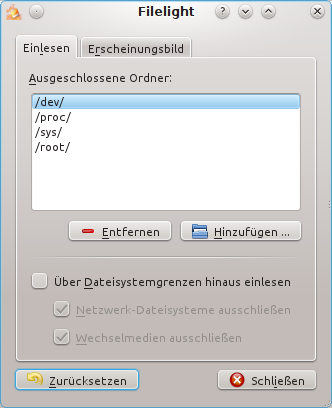 Filelight
Einlesen
Erscheinungsbild
Ausgeschlossene Ordner:
/dev/
/proc/
/sys/
/root/
Entfernen
Hinzufügen ...
Über Dateisystemgrenzen hinaus einlesen
Netzwerk-Dateisysteme ausschließen
Wechselmedien ausschließen
Zurücksetzen
Schließen